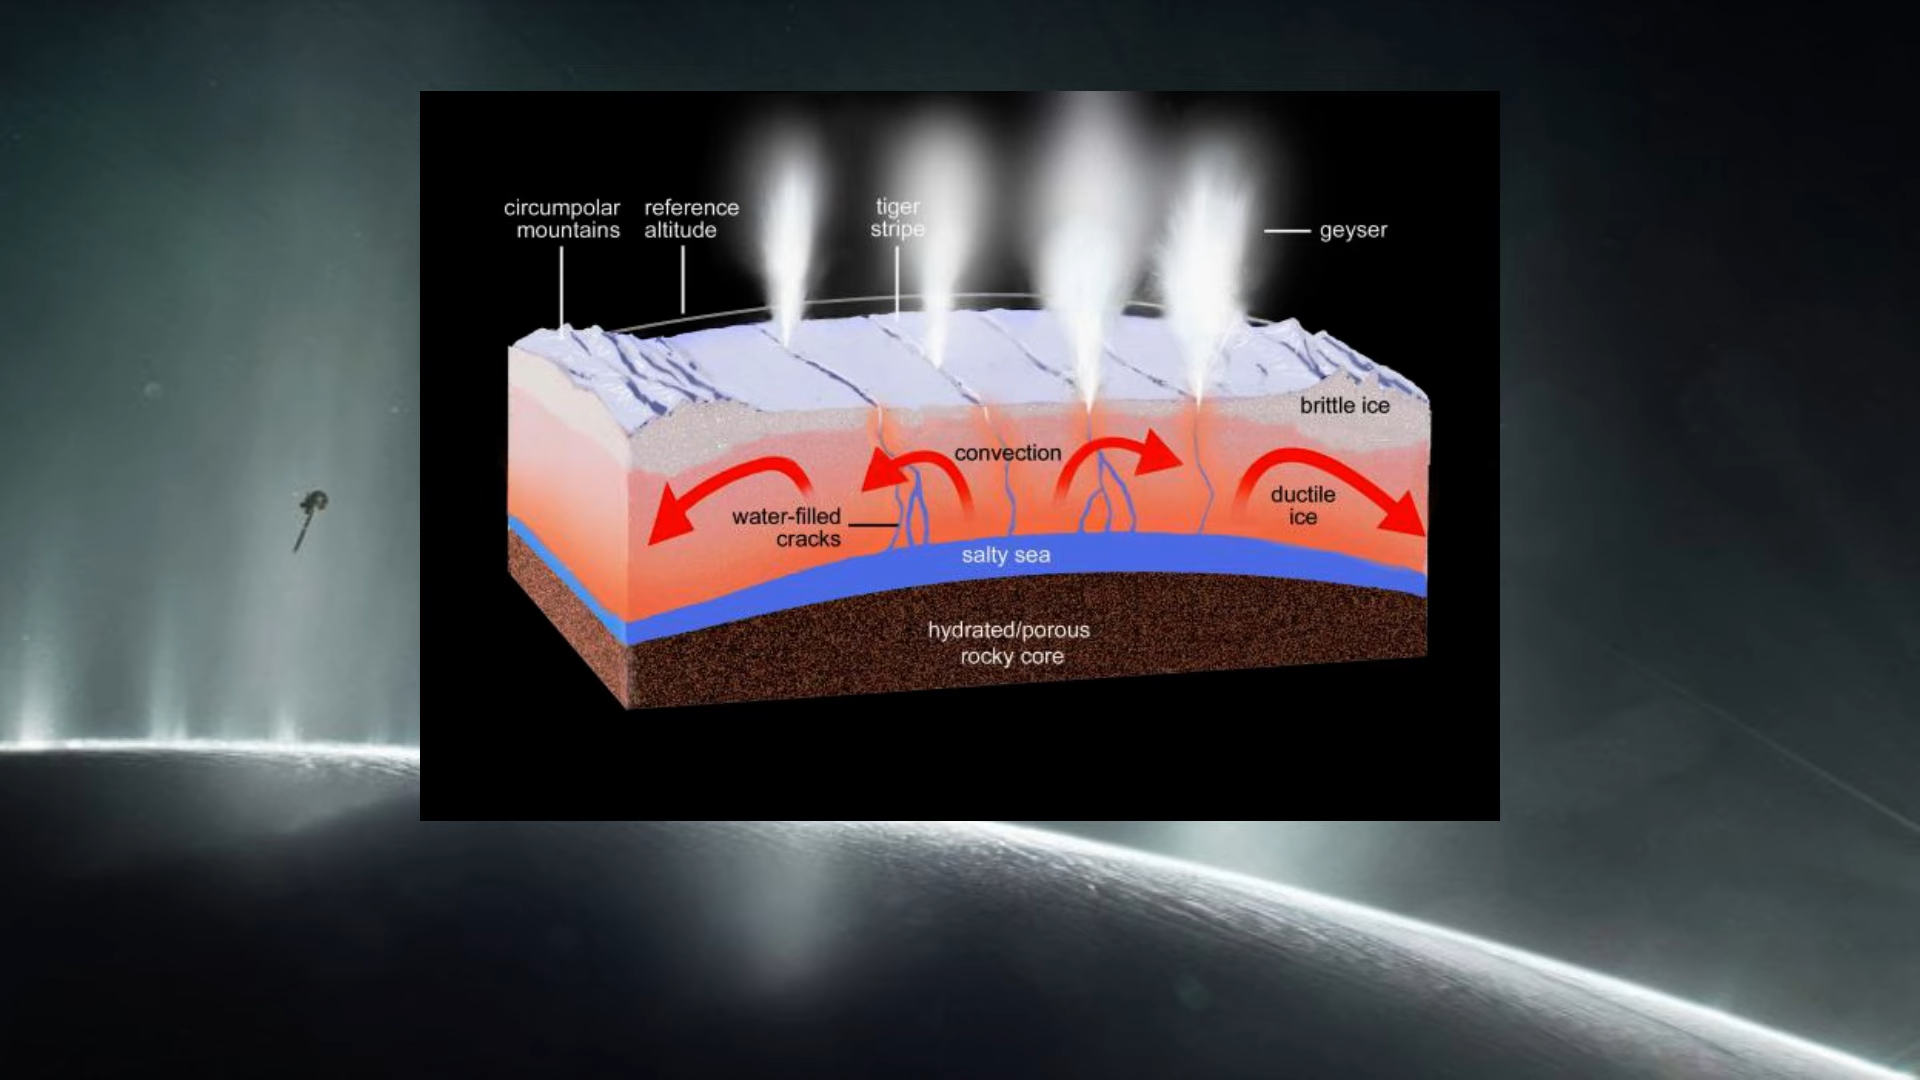 circumpolar
mountains
reference
altitude
tiger
stripe
geyser
brittle ice
convection
ductile
ice
water-filled
cracks
salty sea
hydrated/porous
rocky core